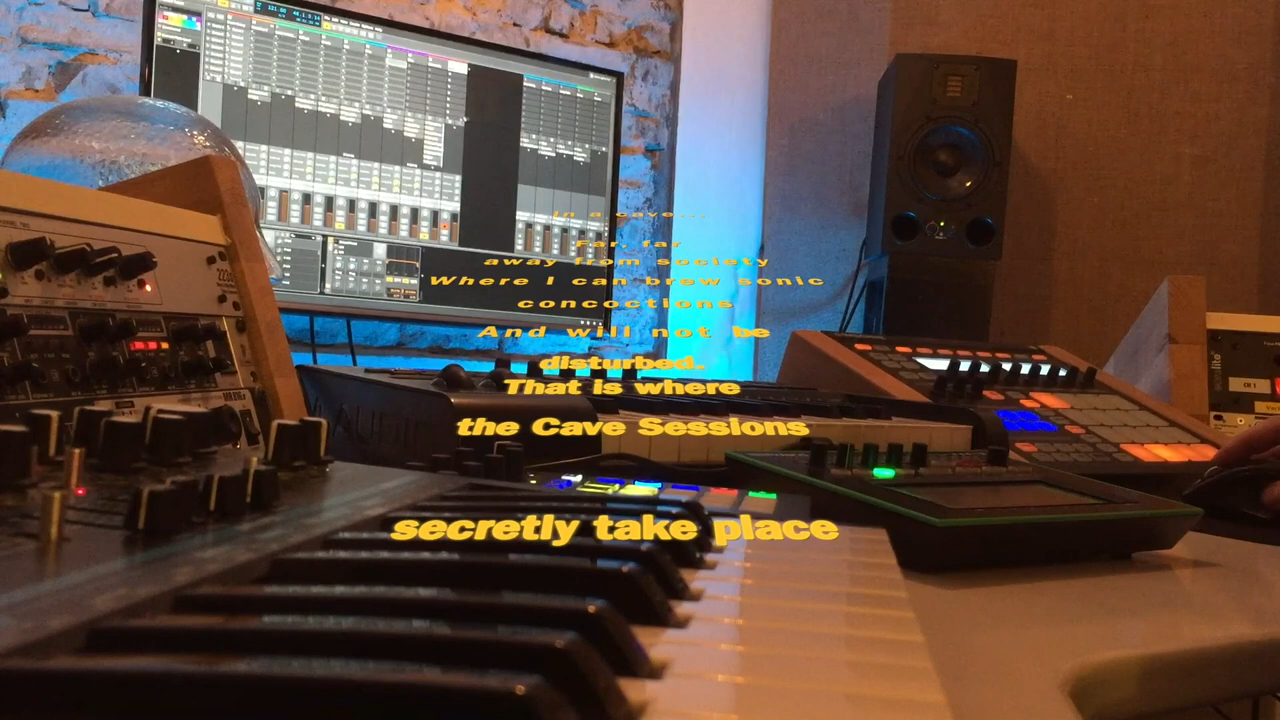 In a cave...
Far, far
away from society
Where I can brew sonic
concoctions
And will not be
disturbed.
That is where
the Cave Sessions
secretly take place